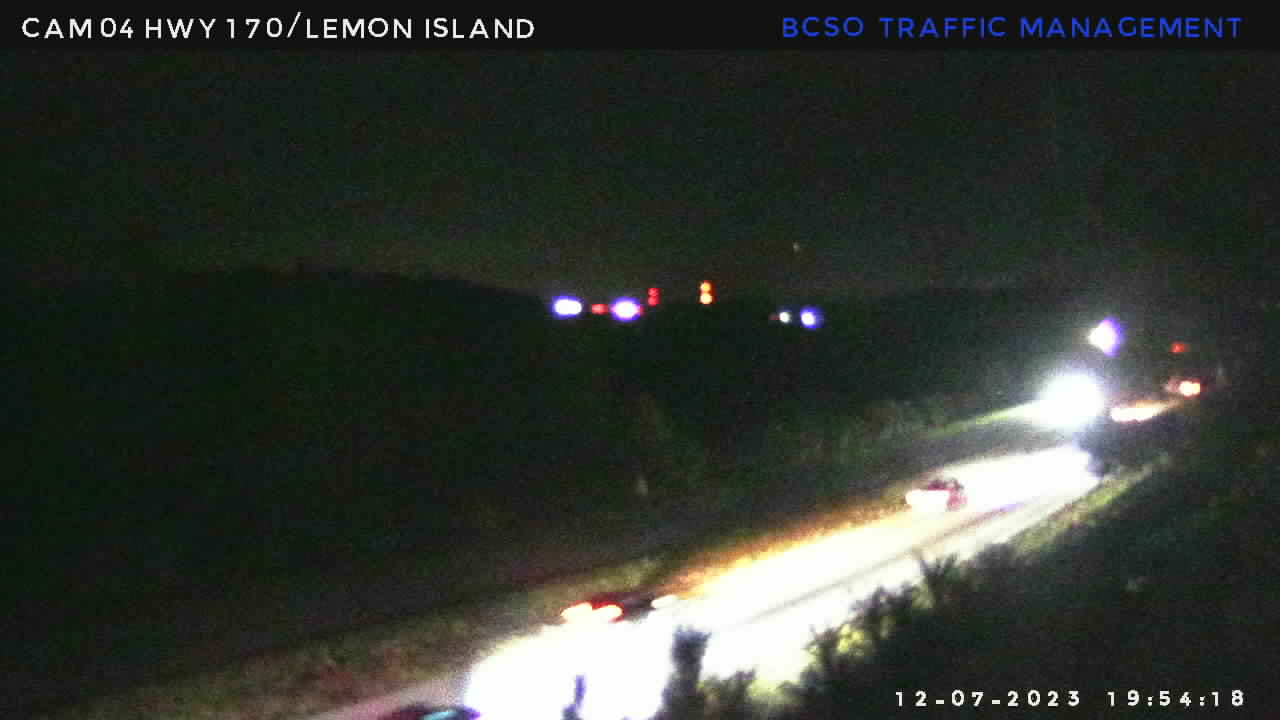 CAM04 HWY 170/LEMON ISLAND
BCSO TRAFFIC MANAGEMENT
12-07-2023 19:54:18